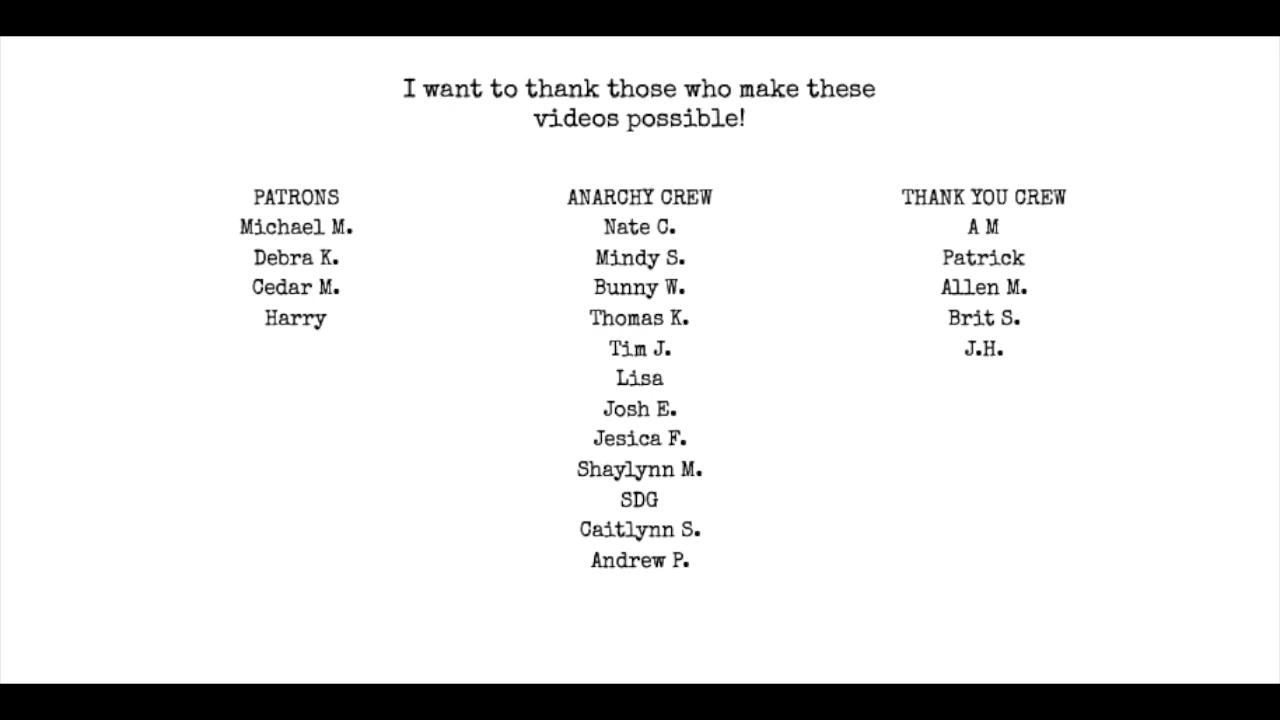 I want to thank those who make these
videos possible!
PATRONS
Michael M.
Debra K.
Cedar M.
Harry
ANARCHY CREW
Nate C.
Mindy S.
Bunny W.
Thomas K.
Tim J.
Lisa
Josh E.
Jesica F.
Shaylynn M.
SDG
Caitlynn S.
Andrew P.
THANK YOU CREW
A M
Patrick
Allen M.
Brit S.
J.H.